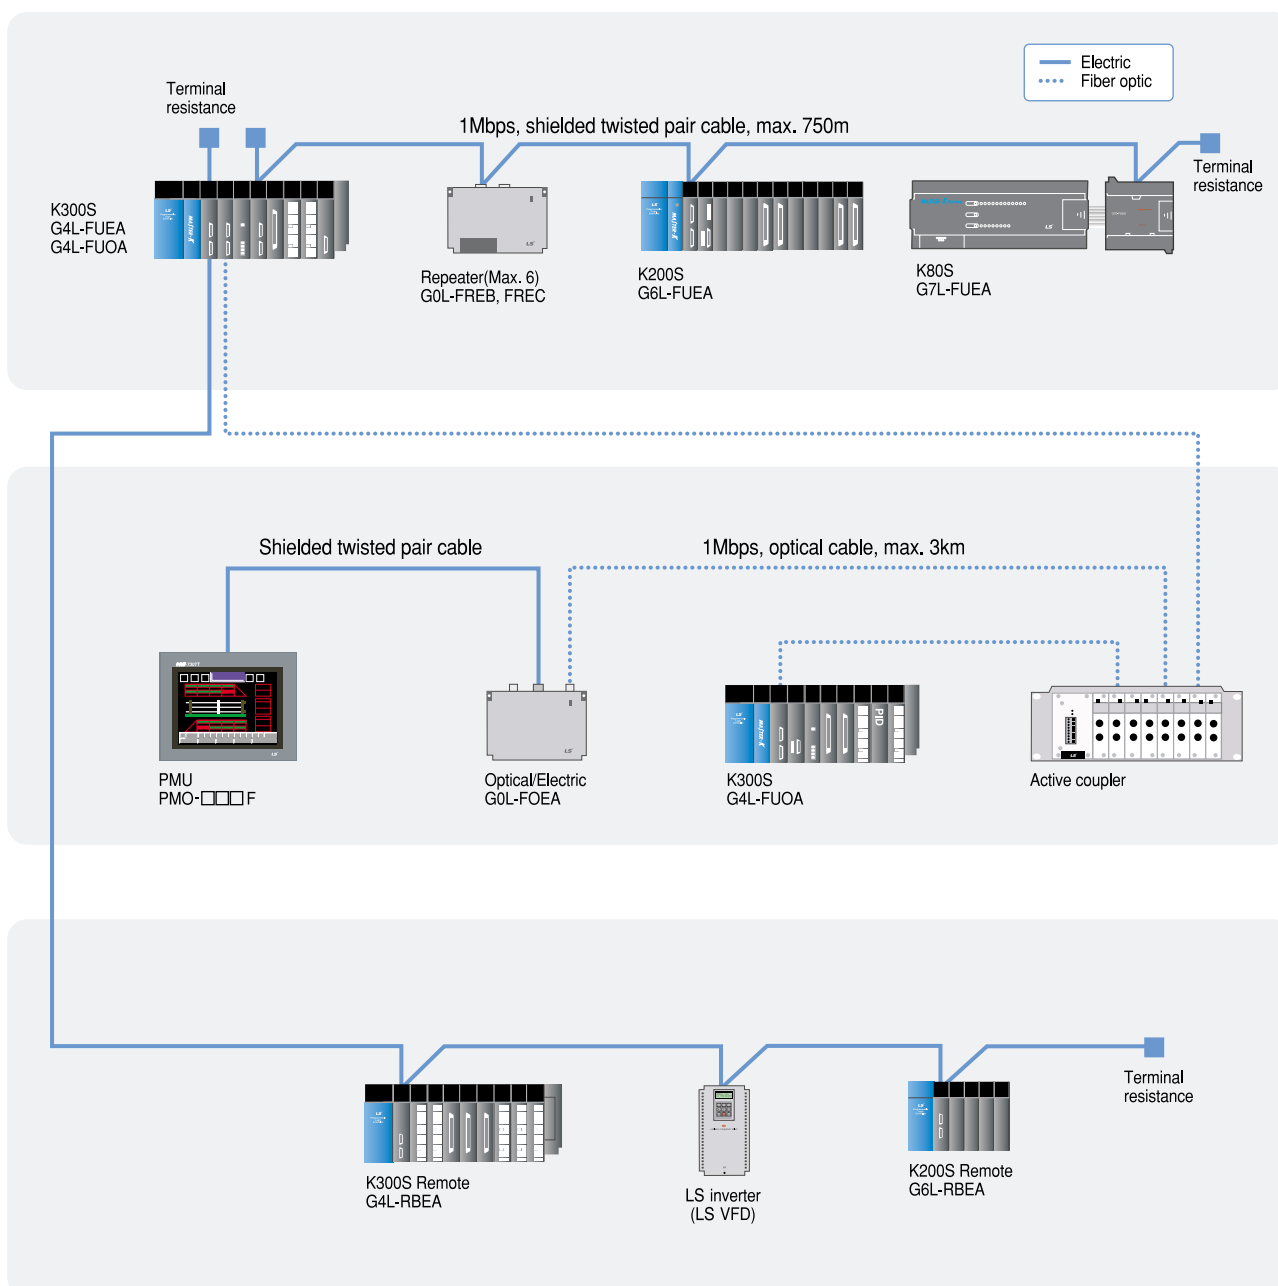 Electric
Fiber optic
Terminal
resistance
1Mbps, shielded twisted pair cable, max. 750m
Terminal
resistance
K300S
G4L-FUEA
G4L-FUOA
Repeater(Max. 6)
G0L-FREB, FREC
K200S
G6L-FUEA
K80S
G7L-FUEA
Shielded twisted pair cable
1Mbps, optical cable, max. 3km
PID
LS
PMU
PMO-□□□F
Optical/Electric
G0L-FOEA
K300S
G4L-FUOA
Active coupler
Terminal
resistance
K300S Remote
G4L-RBEA
LS inverter
(LS VFD)
K200S Remote
G6L-RBEA